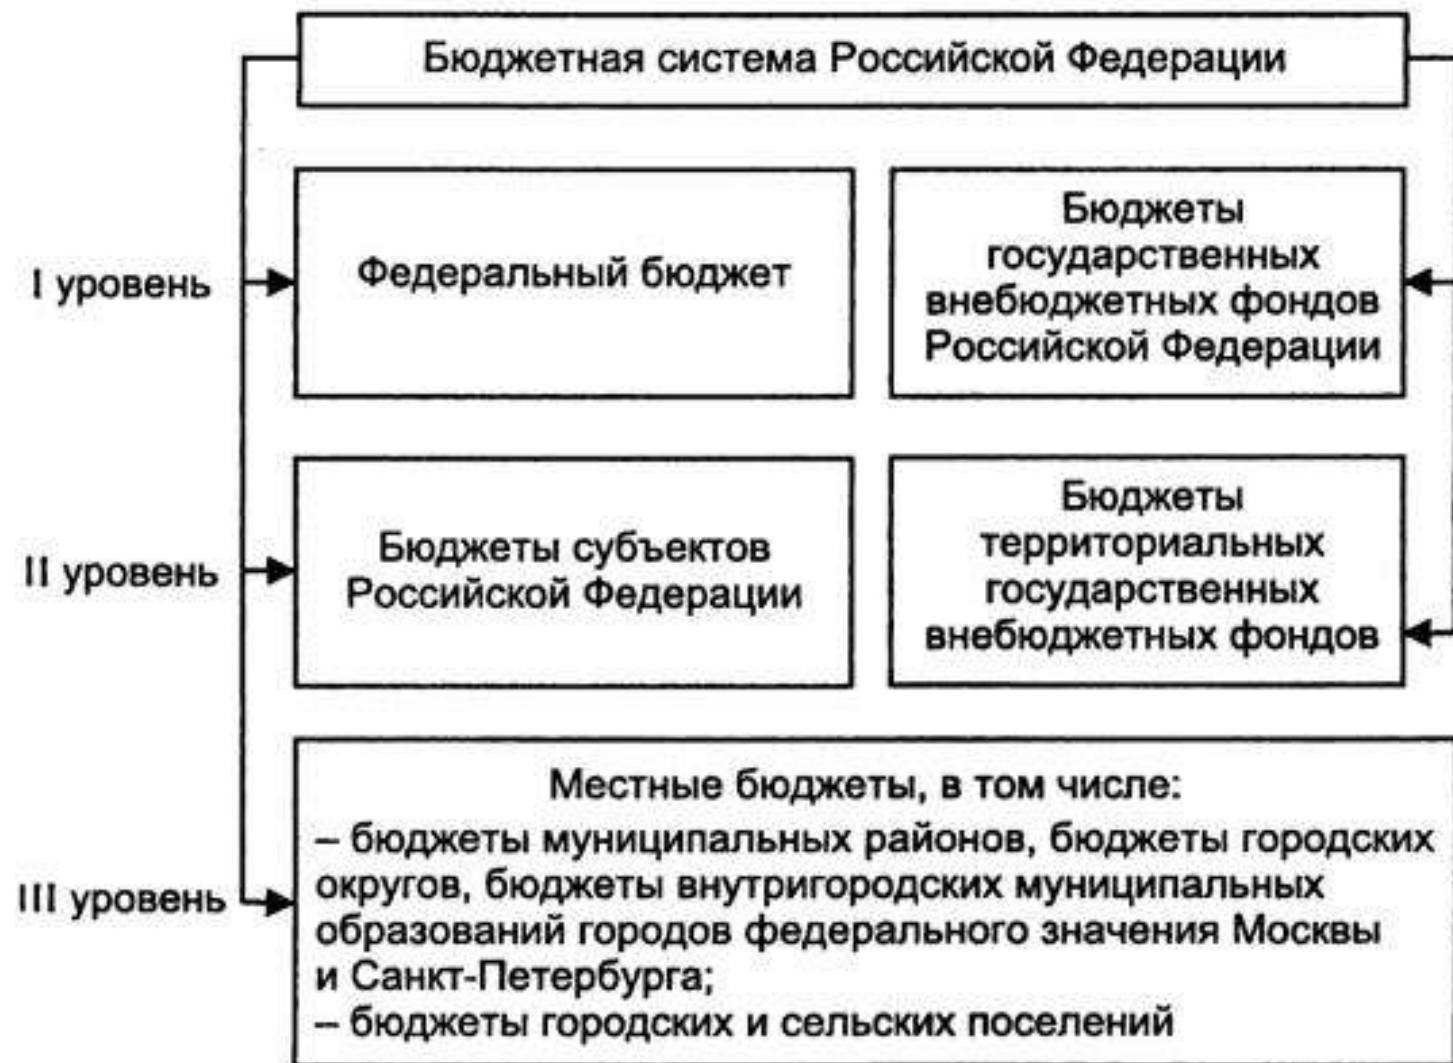 Бюджетная система Российской Федерации
I уровень
Федеральный бюджет
Бюджеты
государственных
внебюджетных фондов
Российской Федерации
II уровень
Бюджеты субъектов
Российской Федерации
Бюджеты
территориальных
государственных
внебюджетных фондов
III уровень
Местные бюджеты, в том числе:
– бюджеты муниципальных районов, бюджеты городских
округов, бюджеты внутригородских муниципальных
образований городов федерального значения Москвы
и Санкт-Петербурга;
– бюджеты городских и сельских поселений